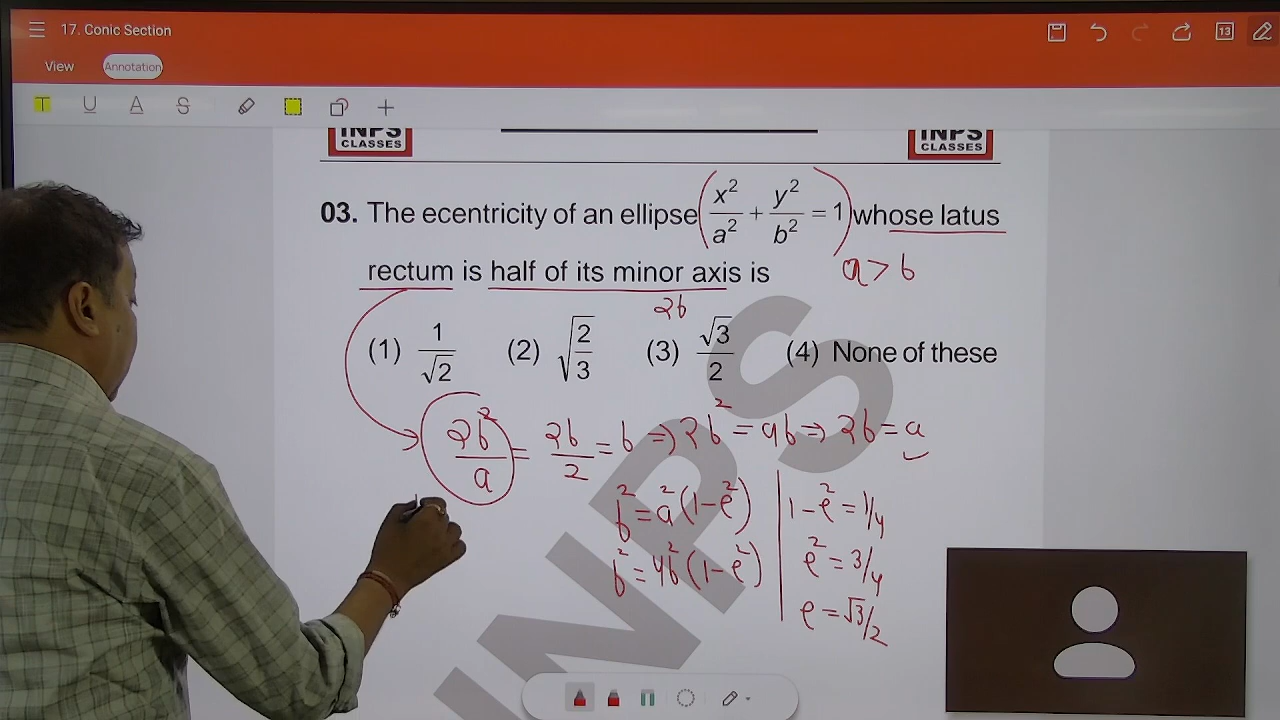 17. Conic Section
13
View
Annotation
T U A S
INPS
CLASSES
INPS
CLASSES
03. The ecentricity of an ellipse (x²/a² + y²/b² = 1) whose latus
rectum is half of its minor axis is
a > b
2b
(1) 1/√2 (2) √(2/3) (3) √3/2 (4) None of these
2b²/a = 2b/2 = b ⇒ 2b² = ab ⇒ 2b = a
b² = a²(1-e²)
b² = 4b²(1-e²)
1-e² = 1/4
e² = 3/4
e = √3/2
INPS